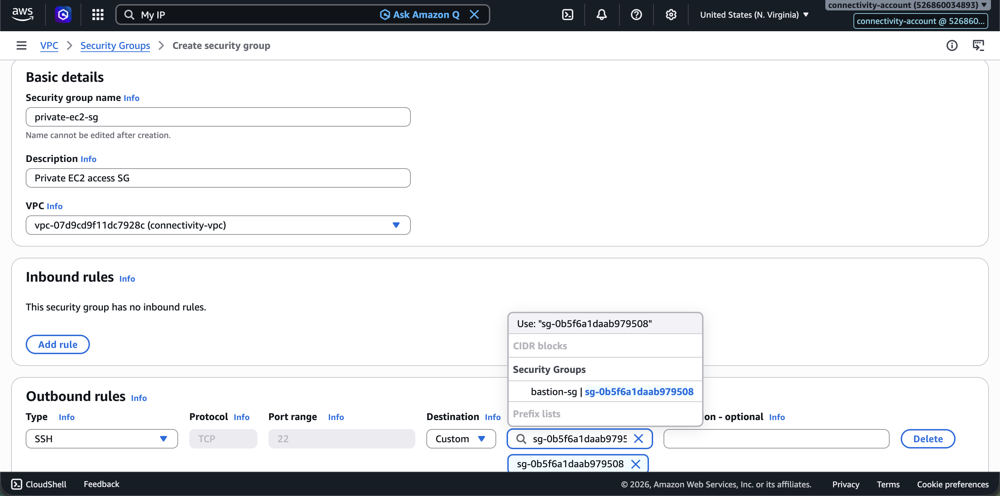 aws
My IP
Ask Amazon Q
United States (N. Virginia)
connectivity-account (526860034893)
connectivity-account @ 526860...
VPC
Security Groups
Create security group
Basic details
Security group name Info
private-ec2-sg
Name cannot be edited after creation.
Description Info
Private EC2 access SG
VPC Info
vpc-07d9cd9f11dc7928c (connectivity-vpc)
Inbound rules Info
This security group has no inbound rules.
Add rule
Use: "sg-0b5f6a1daab979508"
CIDR blocks
Security Groups
bastion-sg | sg-0b5f6a1daab979508
Prefix lists
Outbound rules Info
Type Info
Protocol Info
Port range Info
Destination Info
on - optional Info
SSH
TCP
22
Custom
sg-0b5f6a1daab9795
Delete
sg-0b5f6a1daab979508
CloudShell
Feedback
© 2026, Amazon Web Services, Inc. or its affiliates.
Privacy
Terms
Cookie preferences